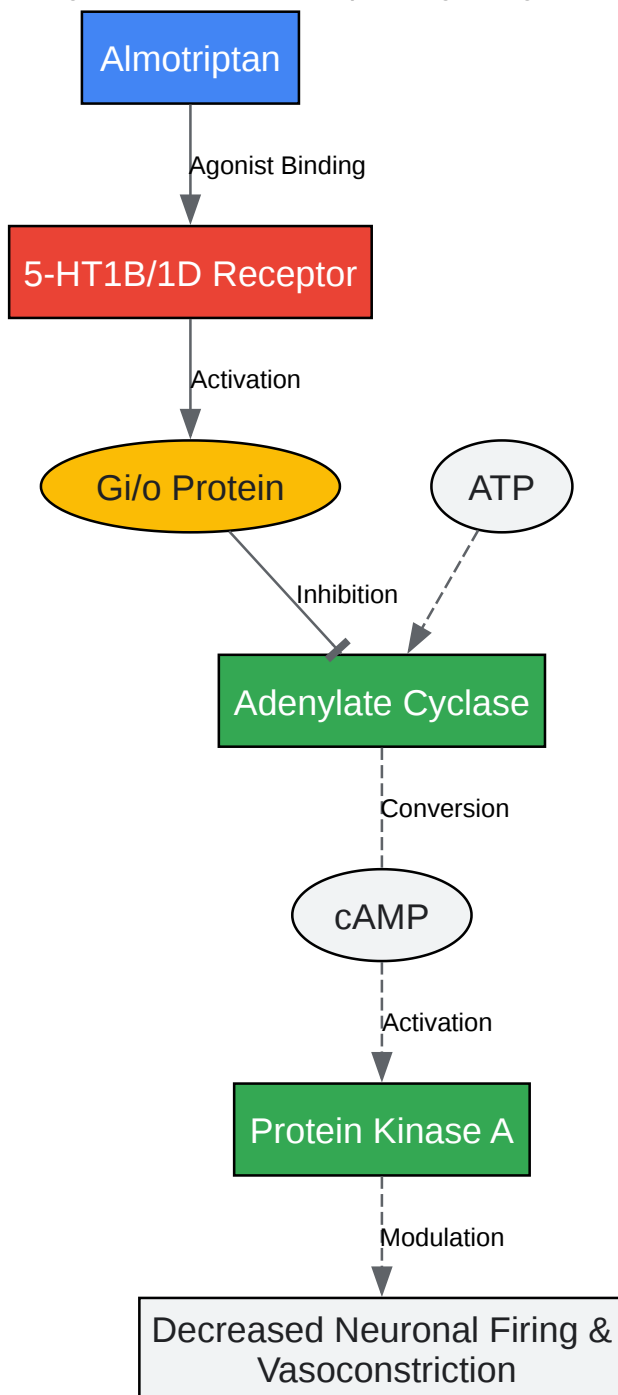 Almotriptan
Agonist Binding
5-HT1B/1D Receptor
Activation
Gi/o Protein
ATP
Inhibition
Adenylate Cyclase
Conversion
cAMP
Activation
Protein Kinase A
Modulation
Decreased Neuronal Firing &
Vasoconstriction